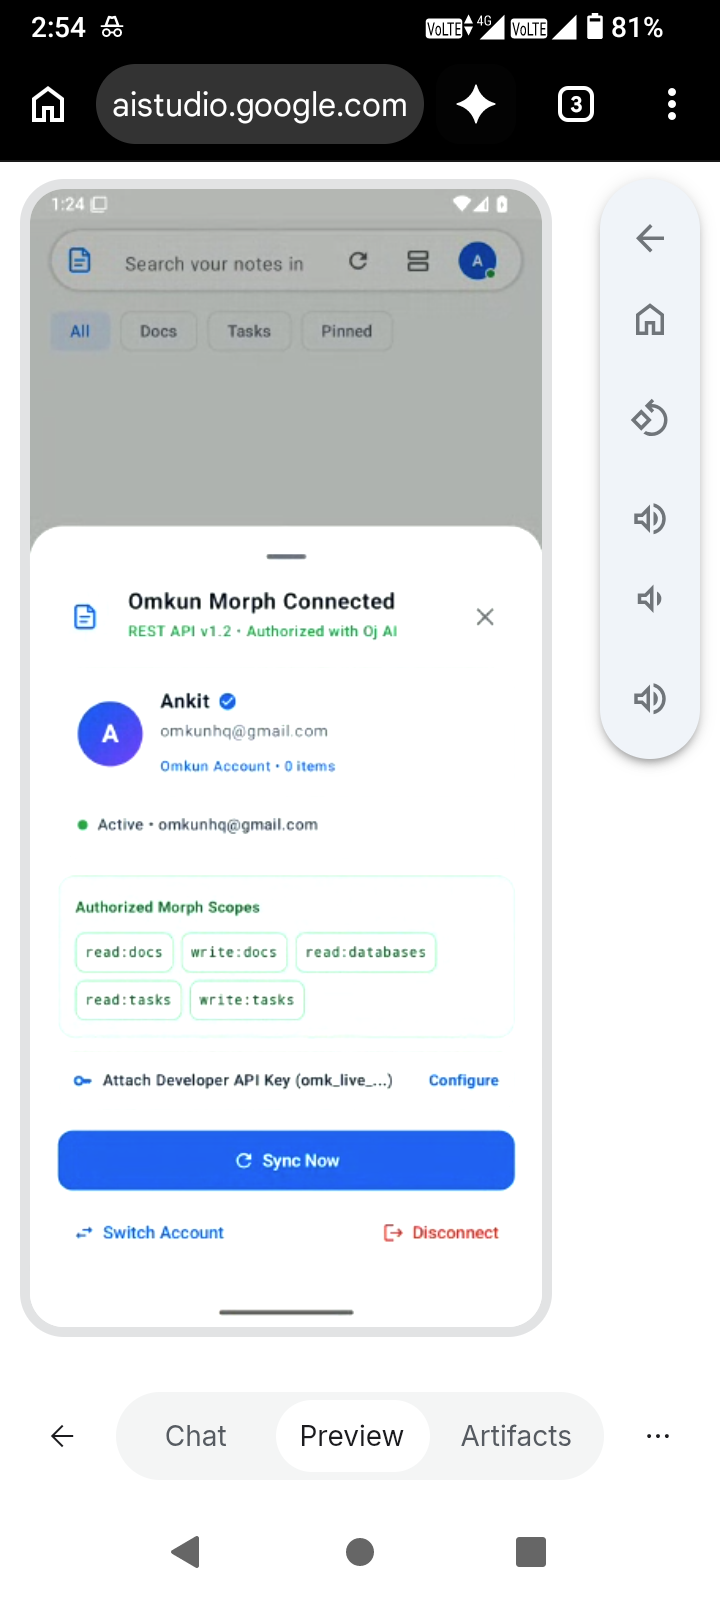 2:54
VoLTE 4G VoLTE 81%
aistudio.google.com
3
1:24
Search your notes in
A
All
Docs
Tasks
Pinned
Omkun Morph Connected
REST API v1.2 • Authorized with Oj AI
A
Ankit
omkunhq@gmail.com
Omkun Account • 0 items
Active • omkunhq@gmail.com
Authorized Morph Scopes
read:docs write:docs read:databases
read:tasks write:tasks
Attach Developer API Key (omk_live_...) Configure
Sync Now
Switch Account
Disconnect
Chat
Preview
Artifacts